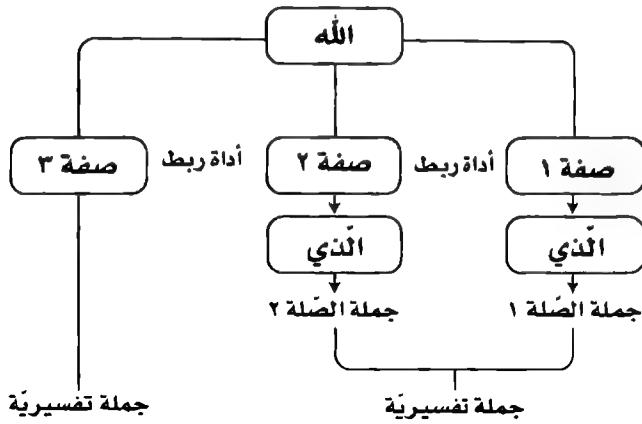 الله
صفة ١ أداة ربط صفة ٢ أداة ربط صفة ٣
الّذي الّذي
جملة الصّلة ١ جملة الصّلة ٢
جملة تفسيريّة جملة تفسيريّة